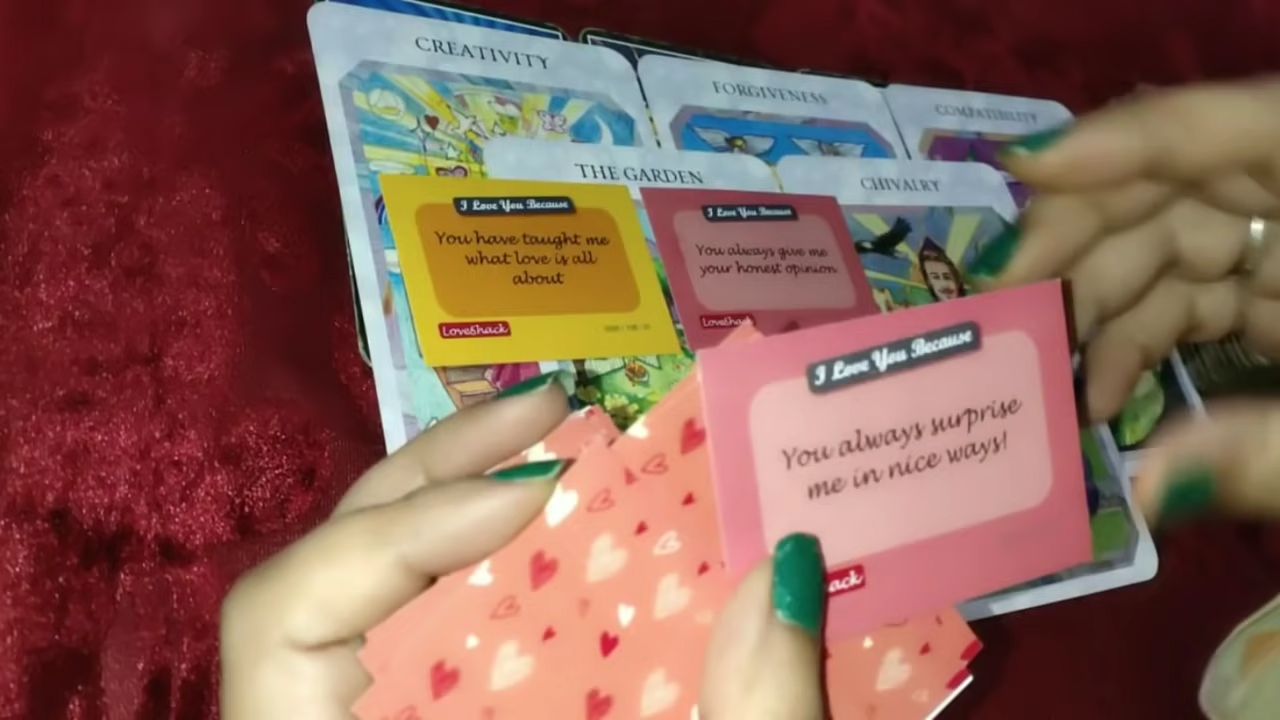 CREATIVITY
FORGIVENESS
COMPATIBILITY
THE GARDEN
CHIVALRY
I Love You Because
You have taught me
what love is all
about
LoveShack
I Love You Because
You always give me
your honest opinion
LoveShack
I Love You Because
You always surprise
me in nice ways!
ack